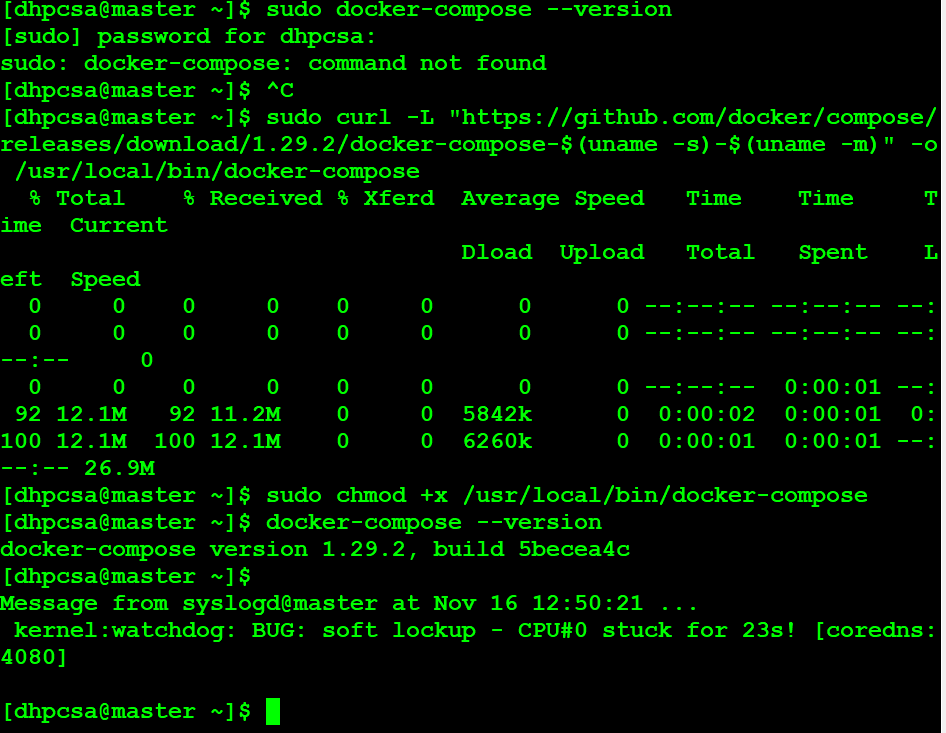 [dhpcsa@master ~]$ sudo docker-compose --version
[sudo] password for dhpcsa:
sudo: docker-compose: command not found
[dhpcsa@master ~]$ ^C
[dhpcsa@master ~]$ sudo curl -L "https://github.com/docker/compose/
releases/download/1.29.2/docker-compose-$(uname -s)-$(uname -m)" -o
 /usr/local/bin/docker-compose
  % Total    % Received % Xferd  Average Speed   Time    Time     T
ime  Current
                                 Dload  Upload   Total   Spent    L
eft  Speed
  0     0    0     0    0     0      0      0 --:--:-- --:--:-- --:
  0     0    0     0    0     0      0      0 --:--:-- --:--:-- --:
--:--     0
  0     0    0     0    0     0      0      0 --:--:--  0:00:01 --:
 92 12.1M   92 11.2M    0     0  5842k      0  0:00:02  0:00:01  0:
100 12.1M  100 12.1M    0     0  6260k      0  0:00:01  0:00:01 --:
--:-- 26.9M
[dhpcsa@master ~]$ sudo chmod +x /usr/local/bin/docker-compose
[dhpcsa@master ~]$ docker-compose --version
docker-compose version 1.29.2, build 5becea4c
[dhpcsa@master ~]$
Message from syslogd@master at Nov 16 12:50:21 ...
 kernel:watchdog: BUG: soft lockup - CPU#0 stuck for 23s! [coredns:
4080]
[dhpcsa@master ~]$